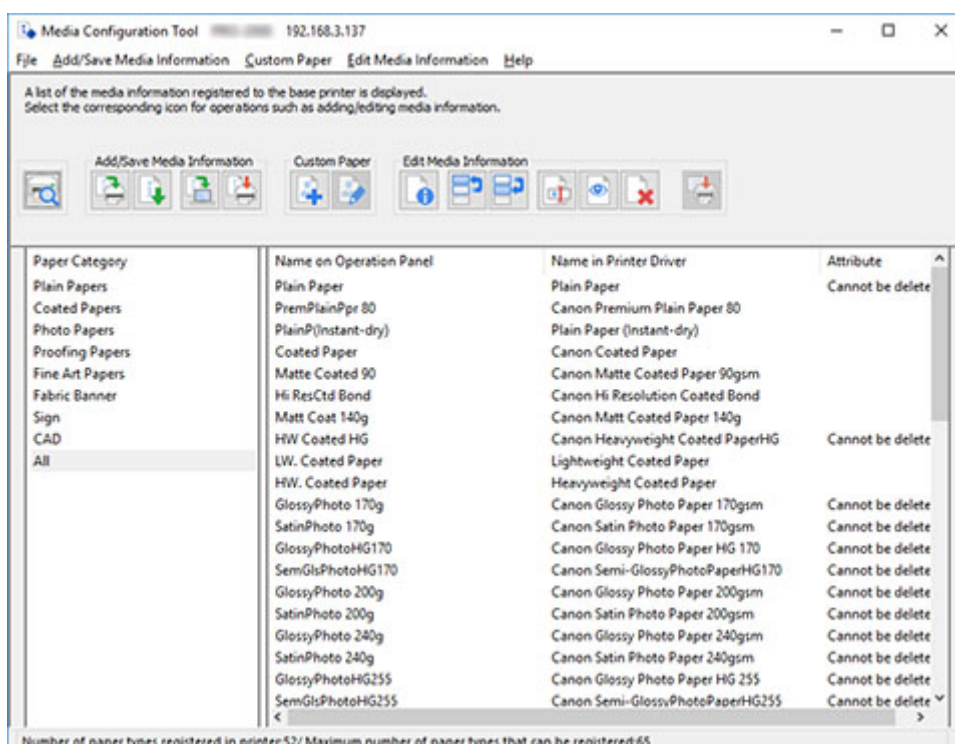 Media Configuration Tool 192.168.3.137
File Add/Save Media Information Custom Paper Edit Media Information Help
A list of the media information registered to the base printer is displayed.
Select the corresponding icon for operations such as adding/editing media information.
Add/Save Media Information Custom Paper Edit Media Information
Paper Category Name on Operation Panel Name in Printer Driver Attribute
Plain Papers Plain Paper Plain Paper Cannot be delete
Coated Papers PremPlainPpr 80 Canon Premium Plain Paper 80
Photo Papers PlainP(Instant-dry) Plain Paper (Instant-dry)
Proofing Papers Coated Paper Canon Coated Paper
Fine Art Papers Matte Coated 90 Canon Matte Coated Paper 90gsm
Fabric Banner Hi ResCtd Bond Canon Hi Resolution Coated Bond
Sign Matt Coat 140g Canon Matt Coated Paper 140g
CAD HW Coated HG Canon Heavyweight Coated PaperHG Cannot be delete
All LW. Coated Paper Lightweight Coated Paper
HW. Coated Paper Heavyweight Coated Paper
GlossyPhoto 170g Canon Glossy Photo Paper 170gsm Cannot be delete
SatinPhoto 170g Canon Satin Photo Paper 170gsm Cannot be delete
GlossyPhotoHG170 Canon Glossy Photo Paper HG 170 Cannot be delete
SemGlsPhotoHG170 Canon Semi-GlossyPhotoPaperHG170 Cannot be delete
GlossyPhoto 200g Canon Glossy Photo Paper 200gsm Cannot be delete
SatinPhoto 200g Canon Satin Photo Paper 200gsm Cannot be delete
GlossyPhoto 240g Canon Glossy Photo Paper 240gsm Cannot be delete
SatinPhoto 240g Canon Satin Photo Paper 240gsm Cannot be delete
GlossyPhotoHG255 Canon Glossy Photo Paper HG 255 Cannot be delete
SemGlsPhotoHG255 Canon Semi-GlossyPhotoPaperHG255 Cannot be delete
Number of paper types registered in printer:52/ Maximum number of paper types that can be registered:65